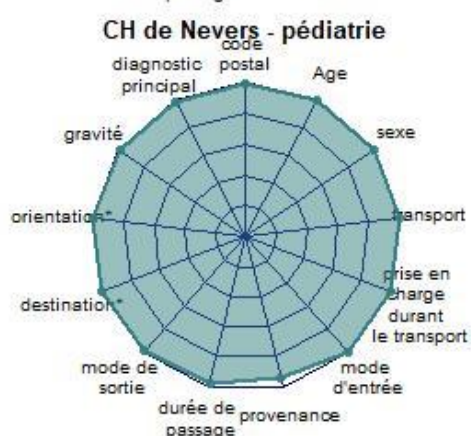 CH de Nevers - pédiatrie
code
postal
Age
sexe
transport
prise en
charge
durant
le transport
mode
d'entrée
provenance
durée de
passage
mode de
sortie
destination*
orientation*
gravité
diagnostic
principal